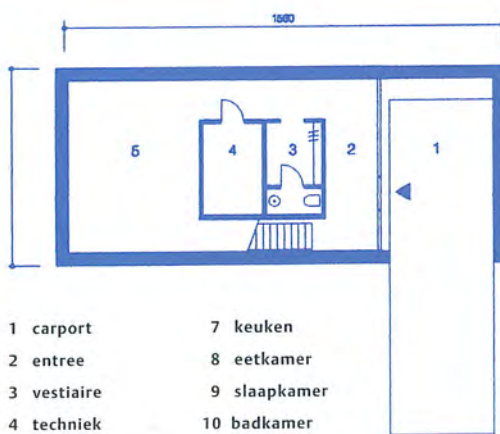 1560
5
4
3
2
1
1 carport
2 entree
3 vestiaire
4 techniek
7 keuken
8 eetkamer
9 slaapkamer
10 badkamer